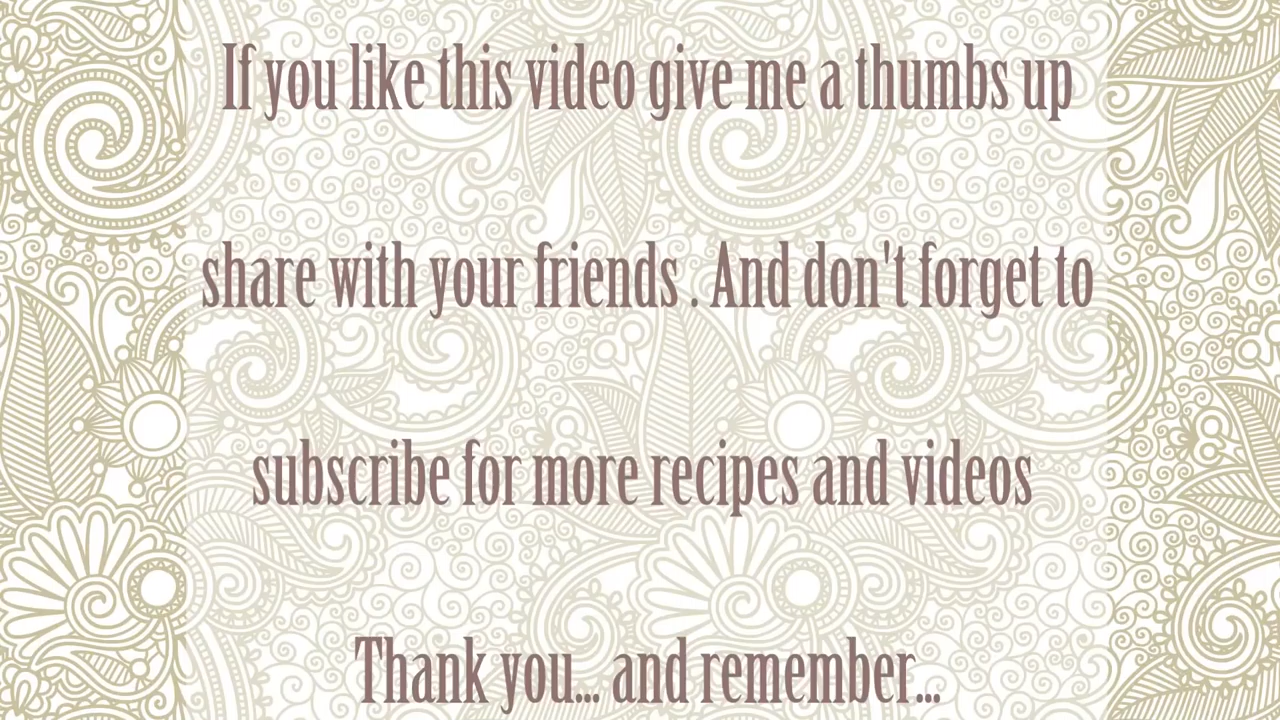 If you like this video give me a thumbs up
share with your friends . And don't forget to
subscribe for more recipes and videos
Thank you... and remember...